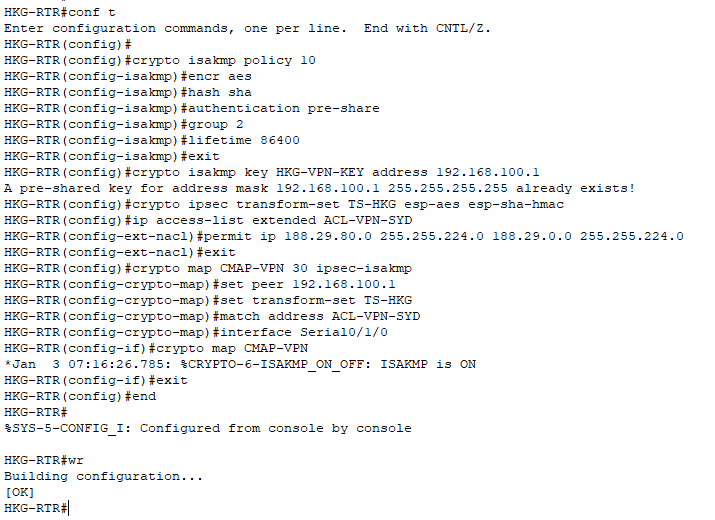 HKG-RTR#conf t
Enter configuration commands, one per line.  End with CNTL/Z.
HKG-RTR(config)#
HKG-RTR(config)#crypto isakmp policy 10
HKG-RTR(config-isakmp)#encr aes
HKG-RTR(config-isakmp)#hash sha
HKG-RTR(config-isakmp)#authentication pre-share
HKG-RTR(config-isakmp)#group 2
HKG-RTR(config-isakmp)#lifetime 86400
HKG-RTR(config-isakmp)#exit
HKG-RTR(config)#crypto isakmp key HKG-VPN-KEY address 192.168.100.1
A pre-shared key for address mask 192.168.100.1 255.255.255.255 already exists!
HKG-RTR(config)#crypto ipsec transform-set TS-HKG esp-aes esp-sha-hmac
HKG-RTR(config)#ip access-list extended ACL-VPN-SYD
HKG-RTR(config-ext-nacl)#permit ip 188.29.80.0 255.255.224.0 188.29.0.0 255.255.224.0
HKG-RTR(config-ext-nacl)#exit
HKG-RTR(config)#crypto map CMAP-VPN 30 ipsec-isakmp
HKG-RTR(config-crypto-map)#set peer 192.168.100.1
HKG-RTR(config-crypto-map)#set transform-set TS-HKG
HKG-RTR(config-crypto-map)#match address ACL-VPN-SYD
HKG-RTR(config-crypto-map)#interface Serial0/1/0
HKG-RTR(config-if)#crypto map CMAP-VPN
*Jan  3 07:16:26.785: %CRYPTO-6-ISAKMP_ON_OFF: ISAKMP is ON
HKG-RTR(config-if)#exit
HKG-RTR(config)#end
HKG-RTR#
%SYS-5-CONFIG_I: Configured from console by console
HKG-RTR#wr
Building configuration...
[OK]
HKG-RTR#